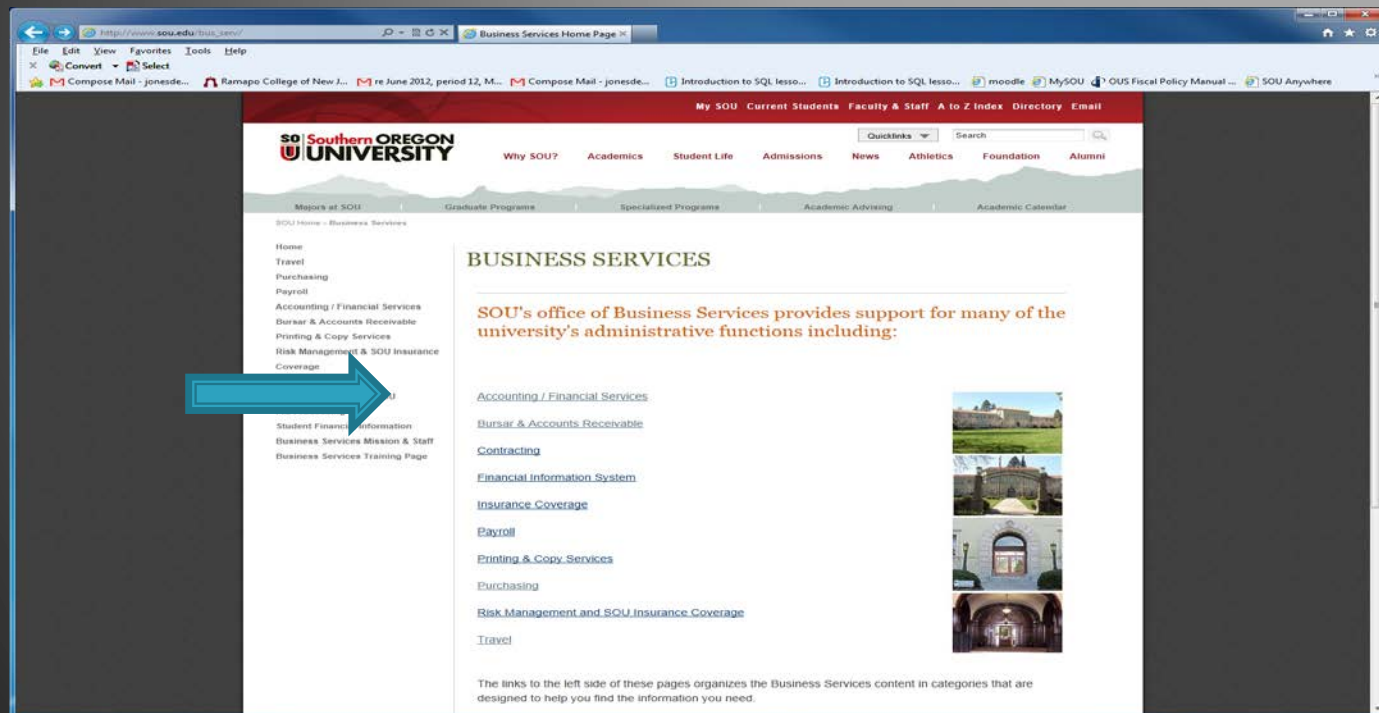 http://www.sou.edu/bus_serv/
Business Services Home Page
File Edit View Favorites Tools Help
Convert Select
Compose Mail - jonesde... Ramapo College of New J... re June 2012, period 12, M... Compose Mail - jonesde... Introduction to SQL lesso... Introduction to SQL lesso... moodle MySOU OUS Fiscal Policy Manual ... SOU Anywhere
My SOU Current Students Faculty & Staff A to Z Index Directory Email
SOU Southern OREGON UNIVERSITY
Quicklinks Search
Why SOU? Academics Student Life Admissions News Athletics Foundation Alumni
Majors at SOU Graduate Programs Specialized Programs Academic Advising Academic Calendar
SOU Home » Business Services
Home
Travel
Purchasing
Payroll
Accounting / Financial Services
Bursar & Accounts Receivable
Printing & Copy Services
Risk Management & SOU Insurance
Coverage
Student Financial Information
Business Services Mission & Staff
Business Services Training Page
BUSINESS SERVICES
SOU's office of Business Services provides support for many of the
university's administrative functions including:
Accounting / Financial Services
Bursar & Accounts Receivable
Contracting
Financial Information System
Insurance Coverage
Payroll
Printing & Copy Services
Purchasing
Risk Management and SOU Insurance Coverage
Travel
The links to the left side of these pages organizes the Business Services content in categories that are
designed to help you find the information you need.